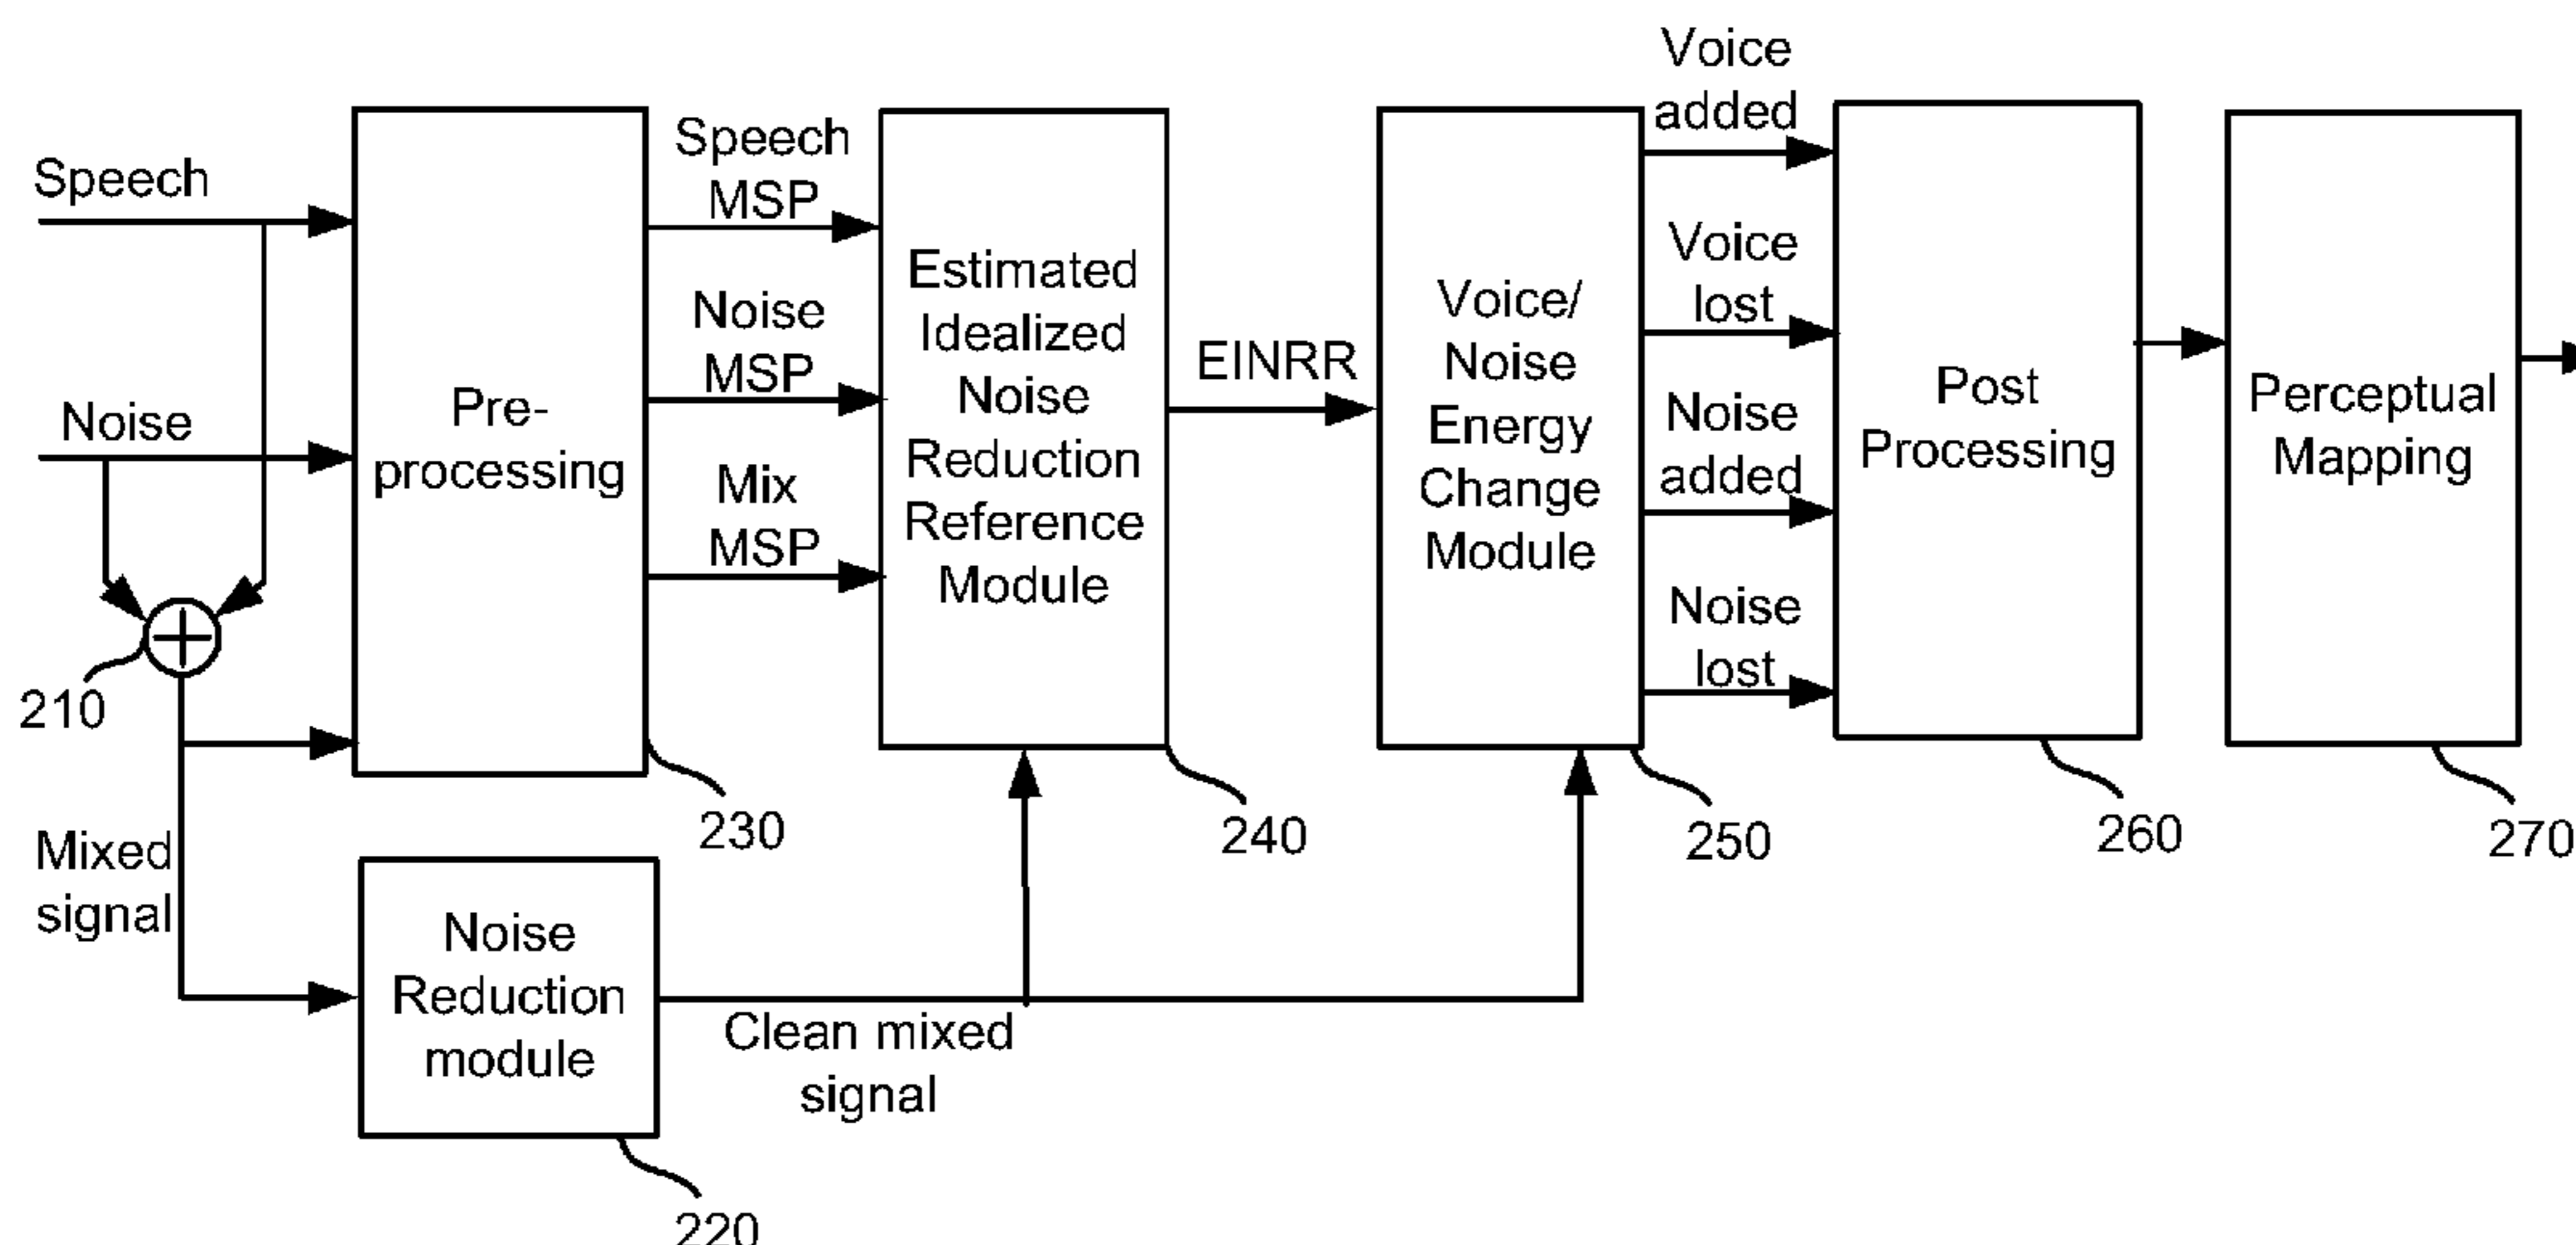 Speech
Noise
210
Mixed
signal
Pre-
processing
230
Noise
Reduction
module
220
Speech
MSP
Noise
MSP
Mix
MSP
Estimated
Idealized
Noise
Reduction
Reference
Module
240
Clean mixed
signal
EINRR
Voice/
Noise
Energy
Change
Module
250
Voice
added
Voice
lost
Noise
added
Noise
lost
Post
Processing
260
Perceptual
Mapping
270